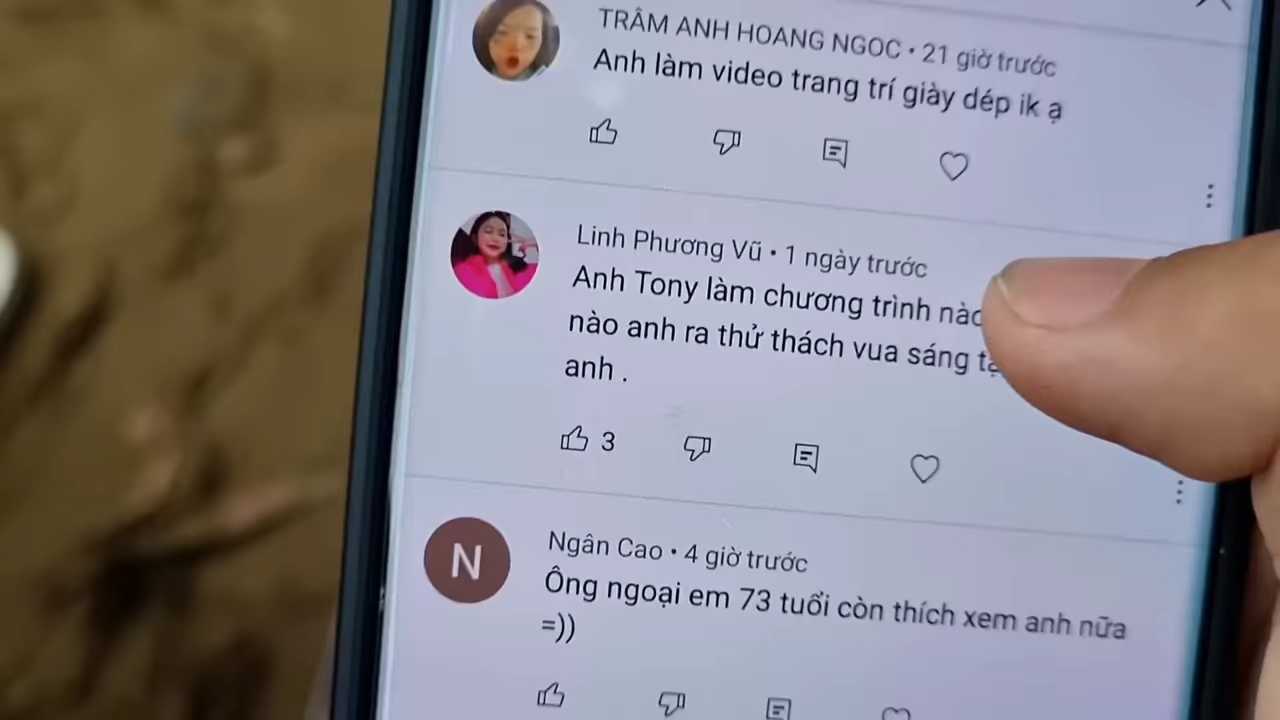 TRÂM ANH HOANG NGOC • 21 giờ trước
Anh làm video trang trí giày dép ik ạ
Linh Phương Vũ • 1 ngày trước
Anh Tony làm chương trình nào
nào anh ra thử thách vua sáng
anh .
3
N
Ngân Cao • 4 giờ trước
Ông ngoại em 73 tuổi còn thích xem anh nữa
=))